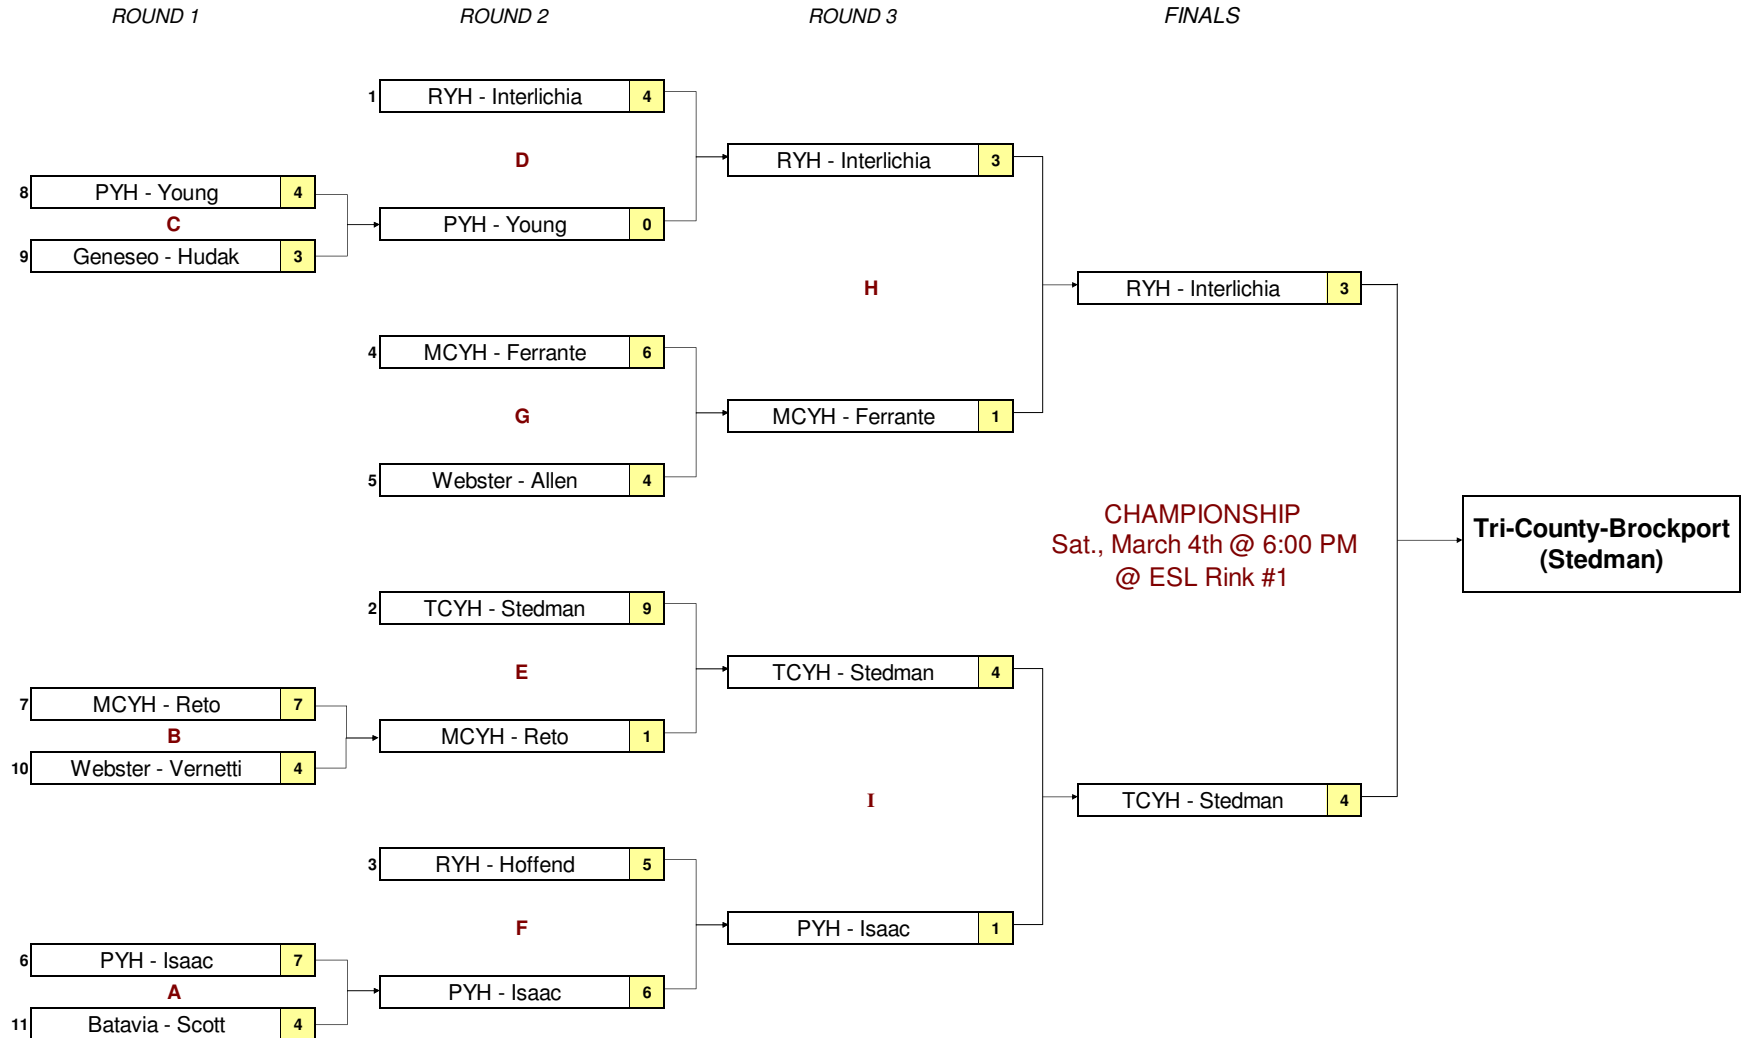 ROUND 1 ROUND 2 ROUND 3 FINALS
1 RYH - Interlichia 4
D
RYH - Interlichia 3
8 PYH - Young 4
C
PYH - Young 0
9 Geneseo - Hudak 3
H
RYH - Interlichia 3
4 MCYH - Ferrante 6
G
MCYH - Ferrante 1
5 Webster - Allen 4
CHAMPIONSHIP
Sat., March 4th @ 6:00 PM
@ ESL Rink #1
Tri-County-Brockport
(Stedman)
2 TCYH - Stedman 9
E
TCYH - Stedman 4
7 MCYH - Reto 7
B
MCYH - Reto 1
10 Webster - Vernetti 4
I
TCYH - Stedman 4
3 RYH - Hoffend 5
F
PYH - Isaac 1
6 PYH - Isaac 7
A
PYH - Isaac 6
11 Batavia - Scott 4